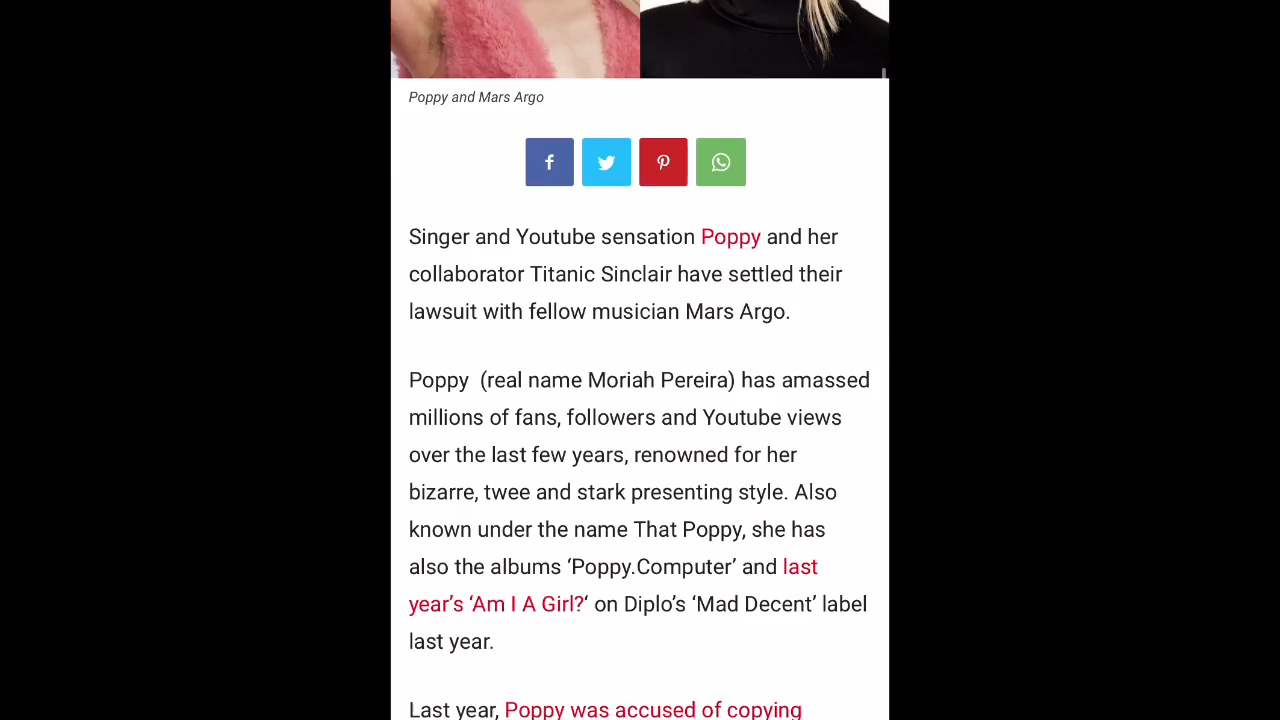 Poppy and Mars Argo
Singer and Youtube sensation Poppy and her
collaborator Titanic Sinclair have settled their
lawsuit with fellow musician Mars Argo.
Poppy  (real name Moriah Pereira) has amassed
millions of fans, followers and Youtube views
over the last few years, renowned for her
bizarre, twee and stark presenting style. Also
known under the name That Poppy, she has
also the albums ‘Poppy.Computer’ and last
year’s ‘Am I A Girl?‘ on Diplo’s ‘Mad Decent’ label
last year.
Last year, Poppy was accused of copying